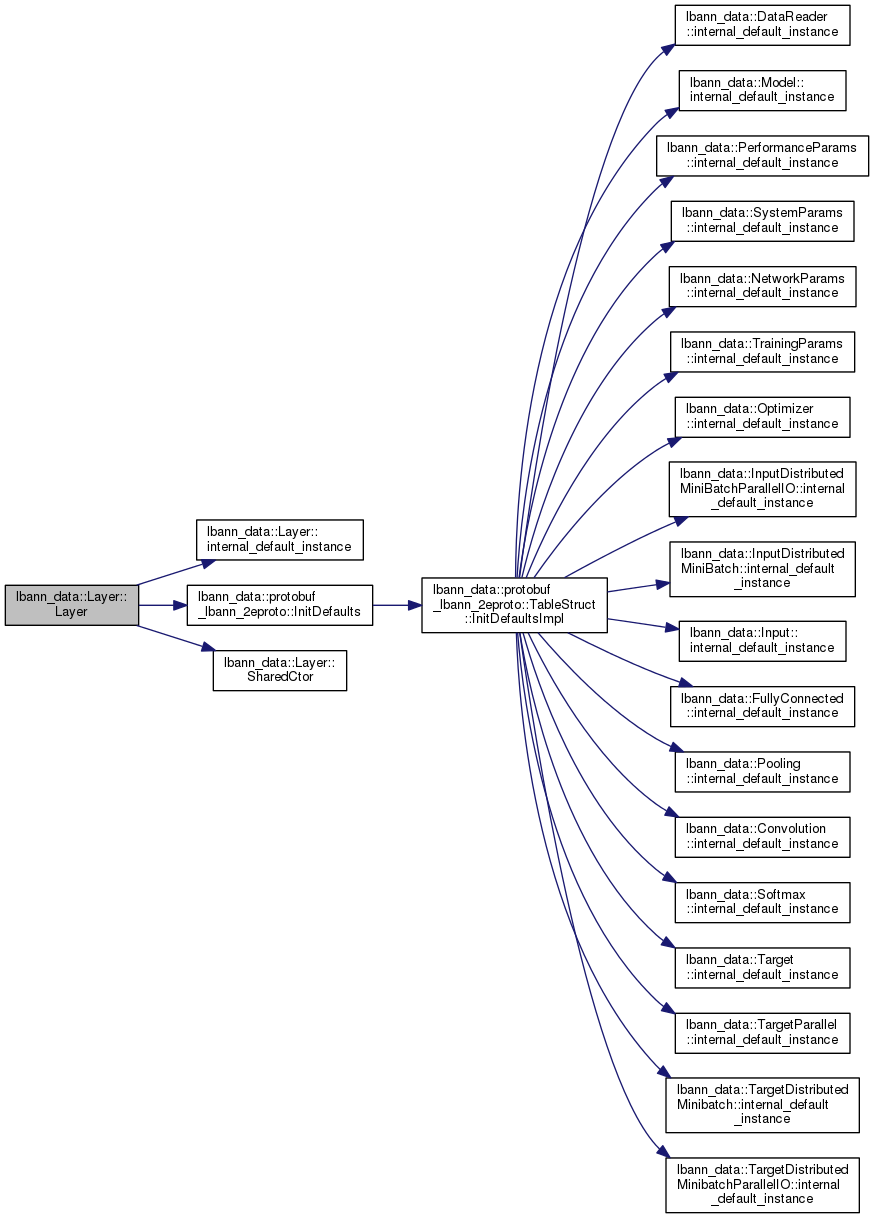 lbann_data::Layer::
Layer
lbann_data::Layer::
internal_default_instance
lbann_data::protobuf
_lbann_2eproto::InitDefaults
lbann_data::Layer::
SharedCtor
lbann_data::protobuf
_lbann_2eproto::TableStruct
::InitDefaultsImpl
lbann_data::DataReader
::internal_default_instance
lbann_data::Model::
internal_default_instance
lbann_data::PerformanceParams
::internal_default_instance
lbann_data::SystemParams
::internal_default_instance
lbann_data::NetworkParams
::internal_default_instance
lbann_data::TrainingParams
::internal_default_instance
lbann_data::Optimizer
::internal_default_instance
lbann_data::InputDistributed
MiniBatchParallelIO::internal
_default_instance
lbann_data::InputDistributed
MiniBatch::internal_default
_instance
lbann_data::Input::
internal_default_instance
lbann_data::FullyConnected
::internal_default_instance
lbann_data::Pooling
::internal_default_instance
lbann_data::Convolution
::internal_default_instance
lbann_data::Softmax
::internal_default_instance
lbann_data::Target
::internal_default_instance
lbann_data::TargetParallel
::internal_default_instance
lbann_data::TargetDistributed
Minibatch::internal_default
_instance
lbann_data::TargetDistributed
MinibatchParallelIO::internal
_default_instance